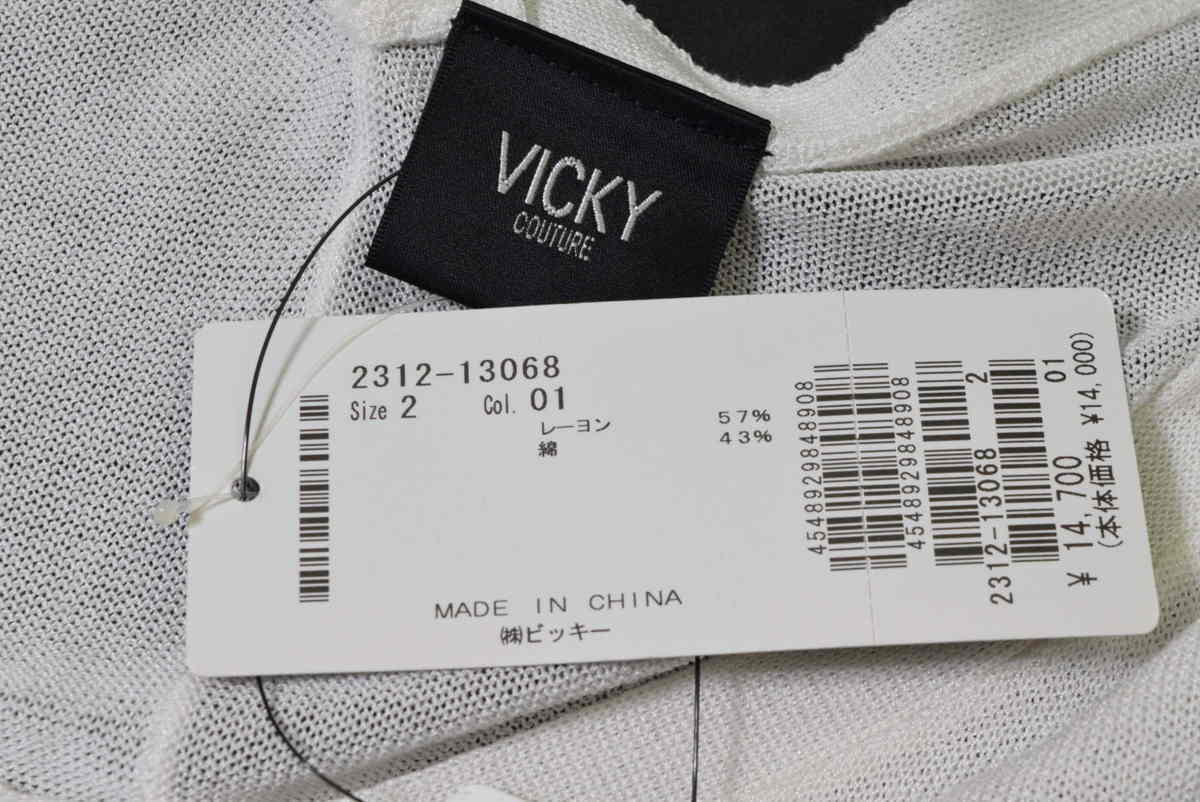 VICKY
COUTURE
2312-13068
Size 2 Col. 01
レーヨン 57%
綿 43%
MADE IN CHINA
㈱ビッキー
4548929848908
4548929848908
2312-13068 2
01
¥ 14,700
(本体価格 ¥14,000)